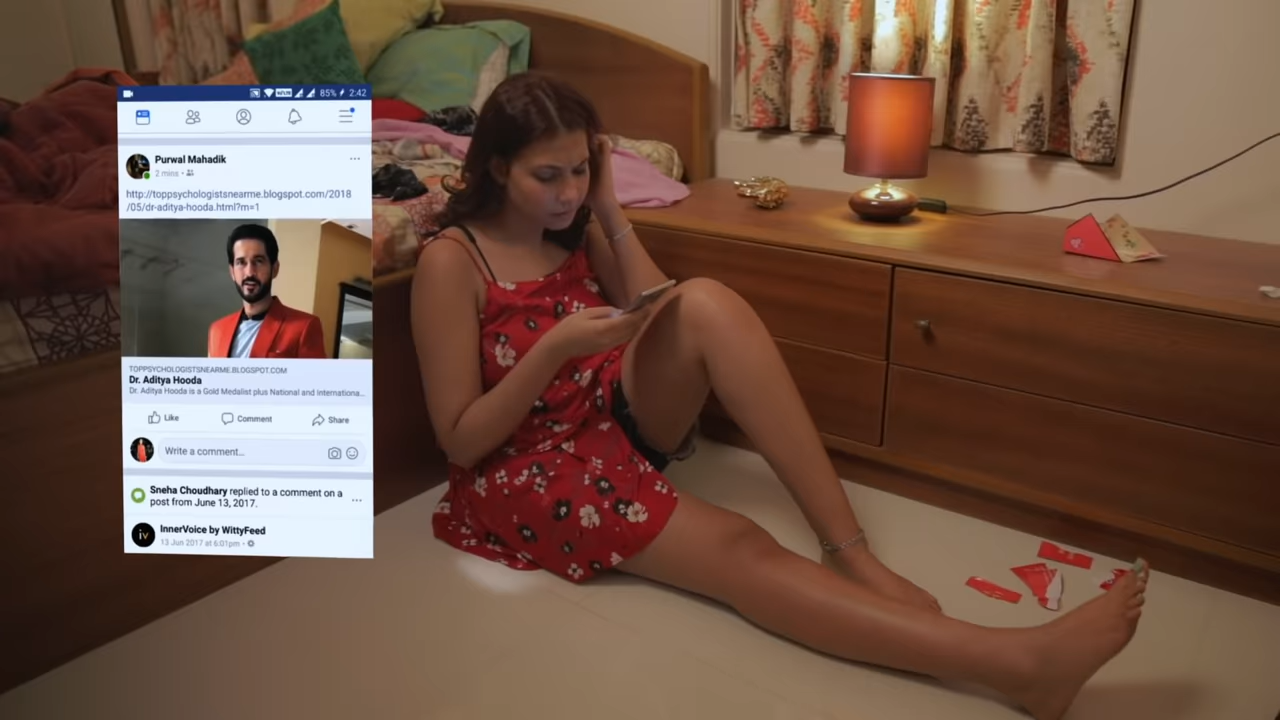 85% 2:42
Purwal Mahadik
2 mins •
http://toppsychologistsnearme.blogspot.com/2018
/05/dr-aditya-hooda.html?m=1
TOPPSYCHOLOGISTSNEARME.BLOGSPOT.COM
Dr. Aditya Hooda
Dr. Aditya Hooda is a Gold Medalist plus National and Internationa...
Like Comment Share
Write a comment...
Sneha Choudhary replied to a comment on a
post from June 13, 2017.
iv InnerVoice by WittyFeed
13 Jun 2017 at 6:01pm •